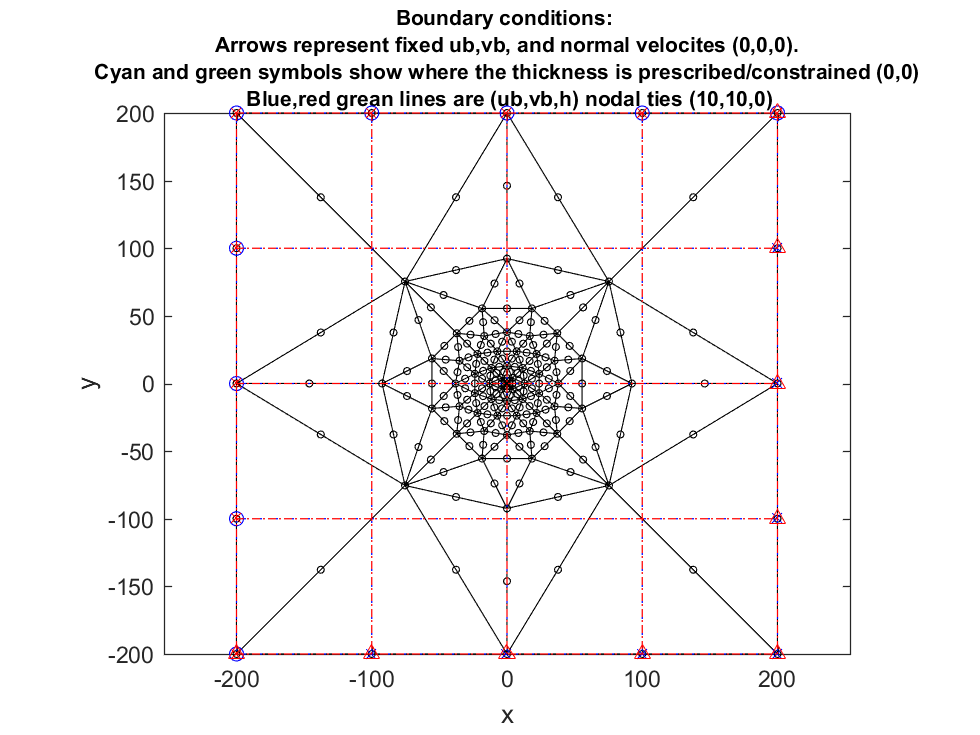 Boundary conditions:
Arrows represent fixed ub,vb, and normal velocites (0,0,0).
Cyan and green symbols show where the thickness is prescribed/constrained (0,0)
Blue,red grean lines are (ub,vb,h) nodal ties (10,10,0)
200
150
100
50
0
-50
-100
-150
-200
y
-200 -100 0 100 200
x